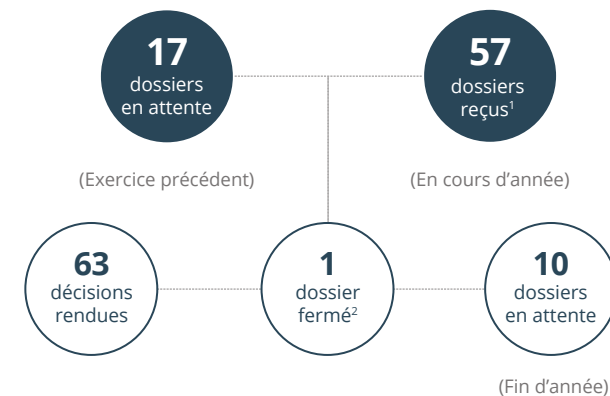 17
dossiers
en attente
57
dossiers
reçus¹
(Exercice précédent)
(En cours d’année)
63
décisions
rendues
1
dossier
fermé²
10
dossiers
en attente
(Fin d’année)